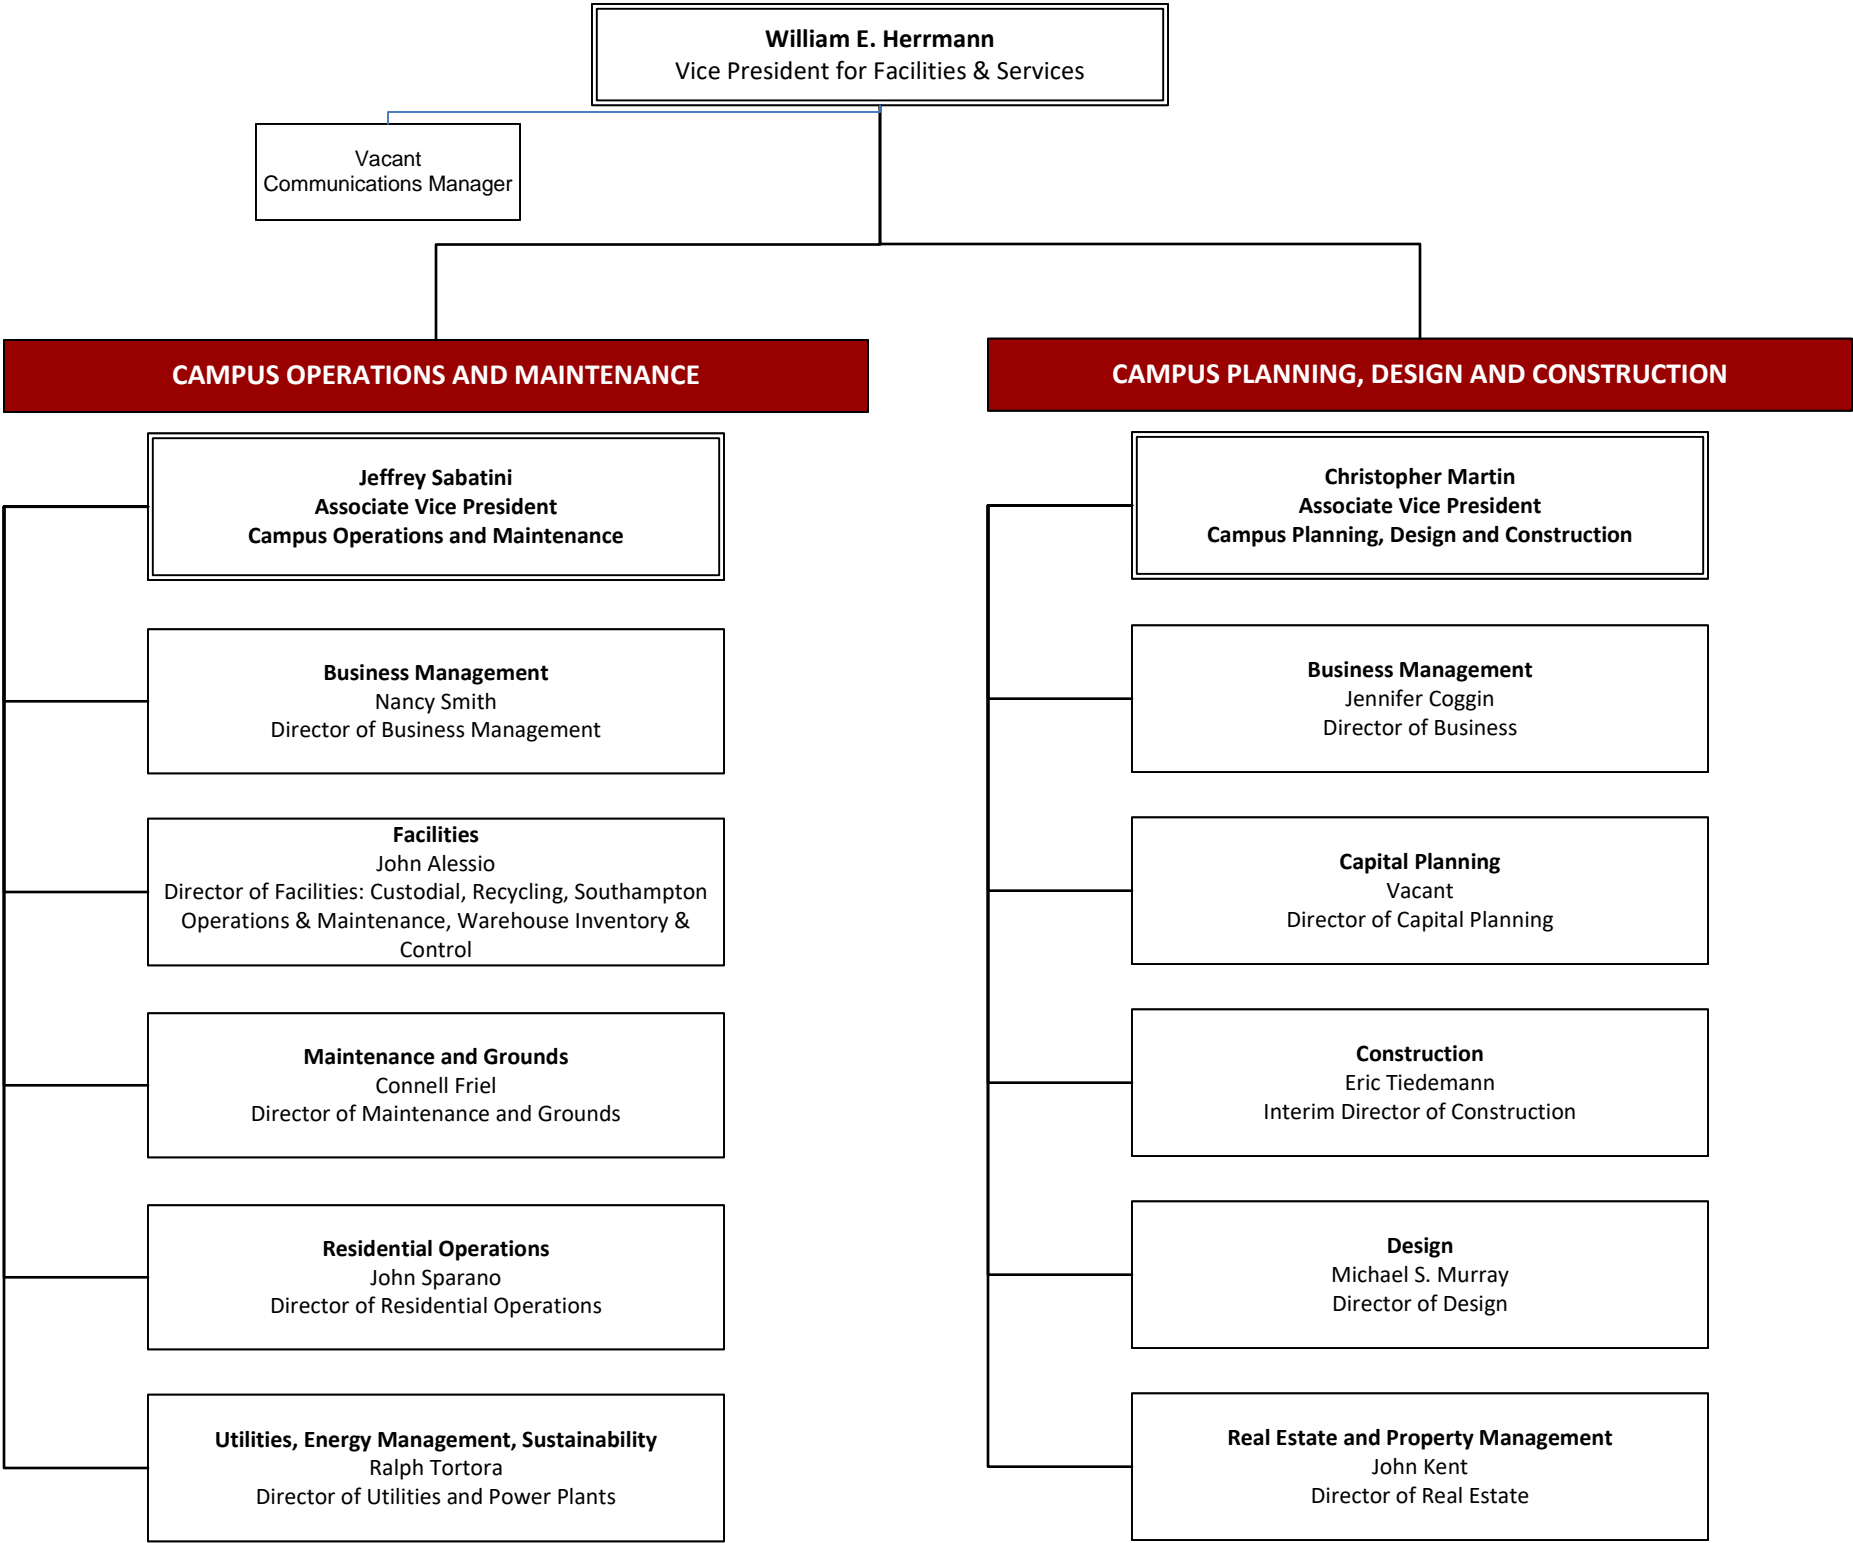 William E. Herrmann
Vice President for Facilities & Services
Vacant
Communications Manager
CAMPUS OPERATIONS AND MAINTENANCE
Jeffrey Sabatini
Associate Vice President
Campus Operations and Maintenance
Business Management
Nancy Smith
Director of Business Management
Facilities
John Alessio
Director of Facilities: Custodial, Recycling, Southampton
Operations & Maintenance, Warehouse Inventory &
Control
Maintenance and Grounds
Connell Friel
Director of Maintenance and Grounds
Residential Operations
John Sparano
Director of Residential Operations
Utilities, Energy Management, Sustainability
Ralph Tortora
Director of Utilities and Power Plants
CAMPUS PLANNING, DESIGN AND CONSTRUCTION
Christopher Martin
Associate Vice President
Campus Planning, Design and Construction
Business Management
Jennifer Coggin
Director of Business
Capital Planning
Vacant
Director of Capital Planning
Construction
Eric Tiedemann
Interim Director of Construction
Design
Michael S. Murray
Director of Design
Real Estate and Property Management
John Kent
Director of Real Estate